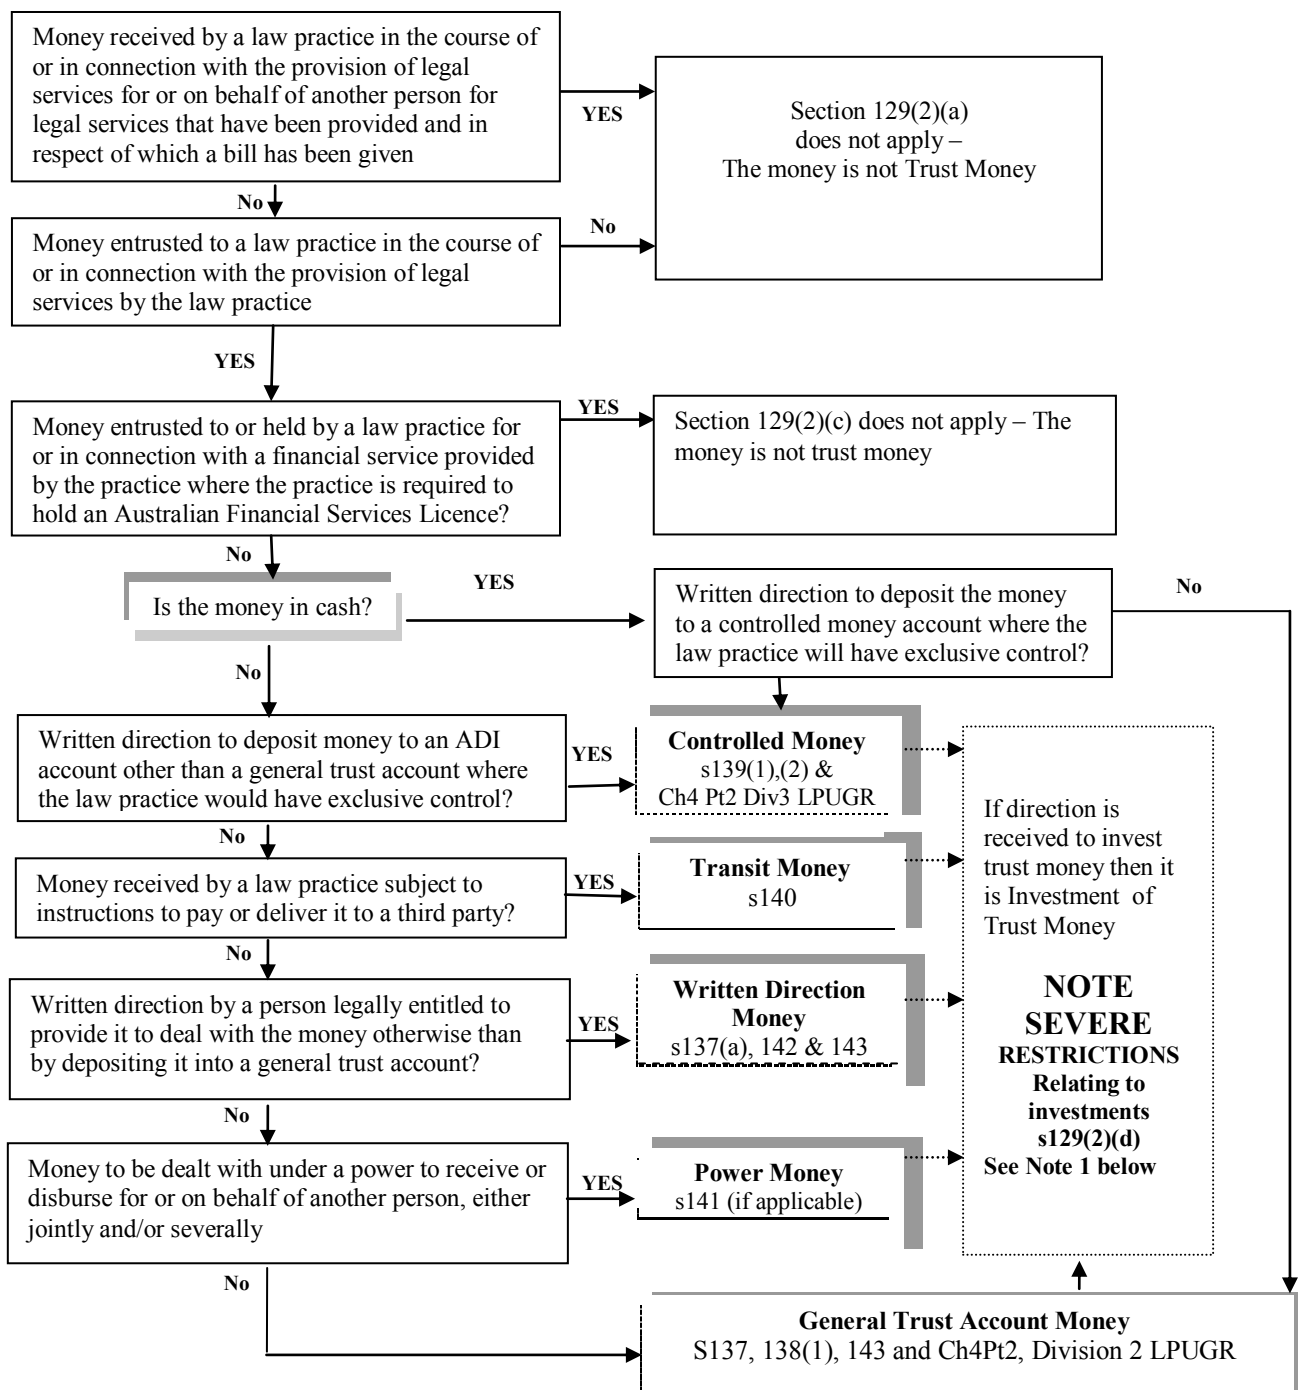 Money received by a law practice in the course of
or in connection with the provision of legal
services for or on behalf of another person for
legal services that have been provided and in
respect of which a bill has been given
YES
Section 129(2)(a)
does not apply –
The money is not Trust Money
No
Money entrusted to a law practice in the course of
or in connection with the provision of legal
services by the law practice
No
YES
Money entrusted to or held by a law practice for
or in connection with a financial service provided
by the practice where the practice is required to
hold an Australian Financial Services Licence?
YES
Section 129(2)(c) does not apply – The
money is not trust money
No
Is the money in cash?
YES
Written direction to deposit the money
to a controlled money account where the
law practice will have exclusive control?
No
No
Written direction to deposit money to an ADI
account other than a general trust account where
the law practice would have exclusive control?
YES
Controlled Money
s139(1),(2) &
Ch4 Pt2 Div3 LPUGR
No
Money received by a law practice subject to
instructions to pay or deliver it to a third party?
YES
Transit Money
s140
No
Written direction by a person legally entitled to
provide it to deal with the money otherwise than
by depositing it into a general trust account?
YES
Written Direction
Money
s137(a), 142 & 143
No
Money to be dealt with under a power to receive or
disburse for or on behalf of another person, either
jointly and/or severally
YES
Power Money
s141 (if applicable)
If direction is
received to invest
trust money then it
is Investment of
Trust Money
NOTE
SEVERE
RESTRICTIONS
Relating to
investments
s129(2)(d)
See Note 1 below
No
General Trust Account Money
S137, 138(1), 143 and Ch4Pt2, Division 2 LPUGR